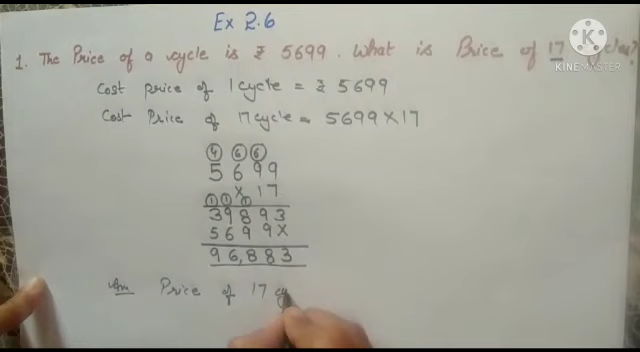 Ex 2.6
1. The Price of a cycle is ₹ 5699. What is Price of 17 cycles?
KINEMASTER
Cost price of 1 cycle = ₹ 5699
Cost Price of 17 cycle = 5699 × 17
4 6 6
5 6 9 9
× 1 7
1 1 1
3 9 8 9 3
5 6 9 9 ×
9 6, 8 8 3
Ans Price of 17 cy